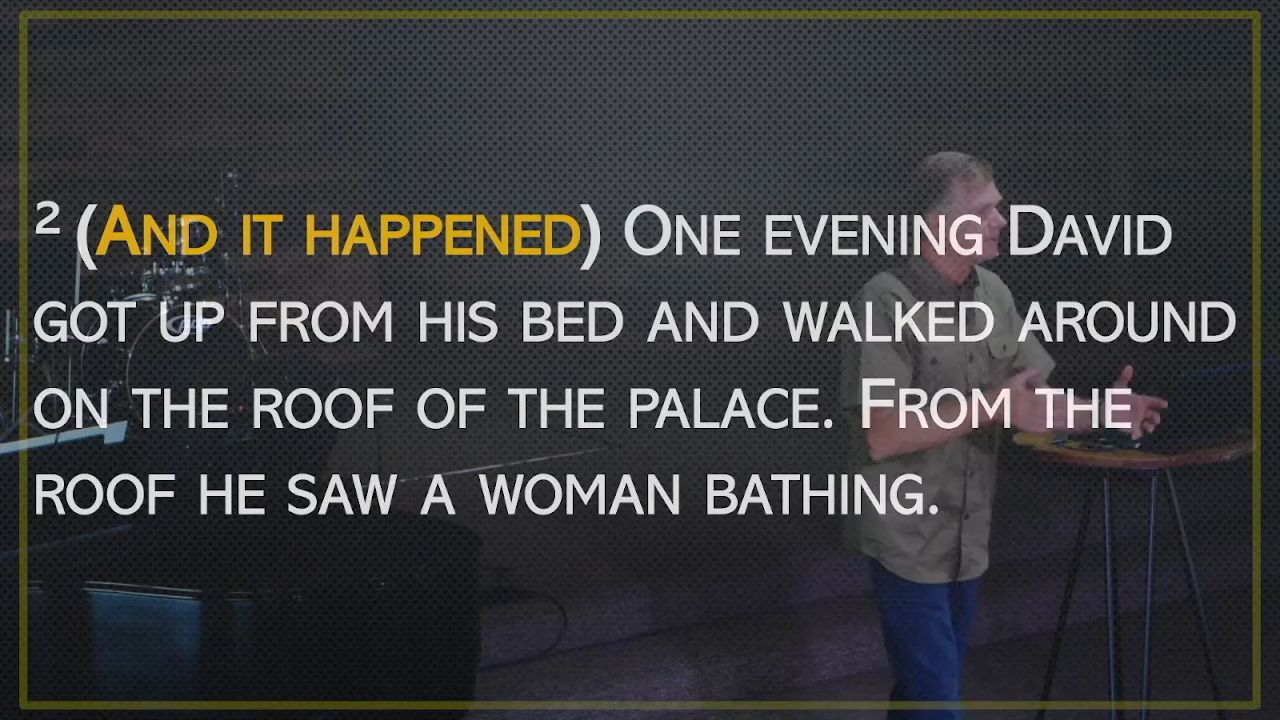 ² (And it happened) One evening David
got up from his bed and walked around
on the roof of the palace. From the
roof he saw a woman bathing.